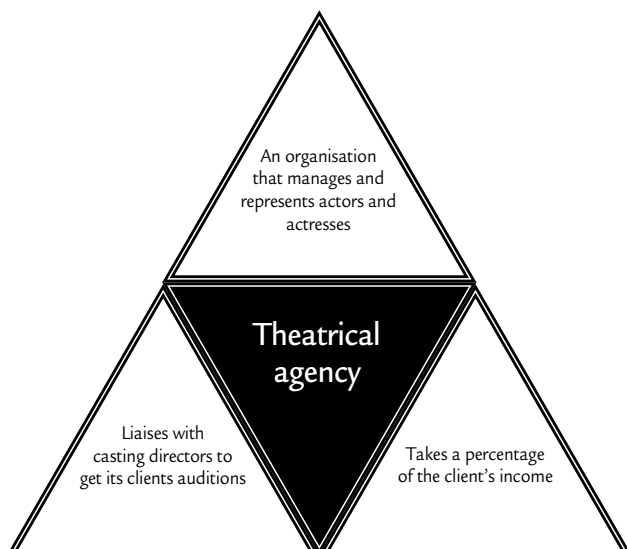 An organisation
that manages and
represents actors and
actresses
Theatrical
agency
Liaises with
casting directors to
get its clients auditions
Takes a percentage
of the client’s income